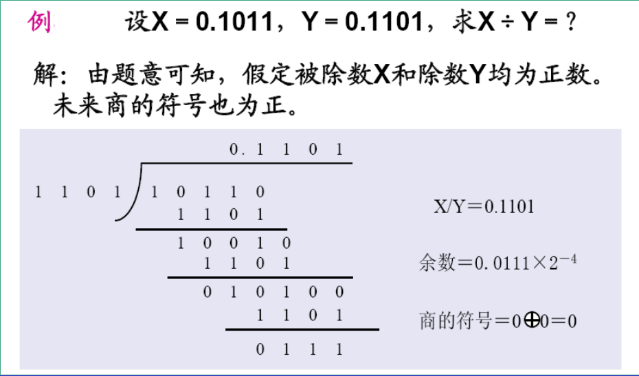 例 设X=0.1011，Y=0.1101，求X÷Y=？
解：由题意可知，假定被除数X和除数Y均为正数。
未来商的符号也为正。
0.1 1 0 1
1 1 0 1 1 0 1 1 0
1 1 0 1
X/Y=0.1101
1 0 0 1 0
1 1 0 1
余数=0.0111×2⁻⁴
0 1 0 1 0 0
1 1 0 1
商的符号=0⊕0=0
0 1 1 1